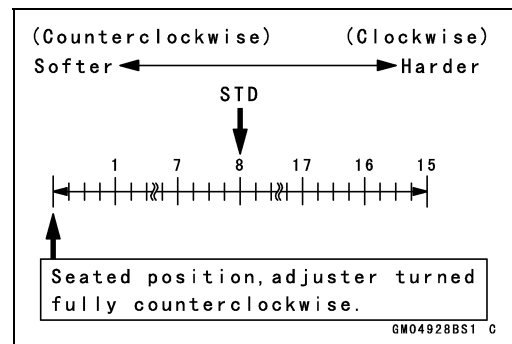 (Counterclockwise) (Clockwise)
Softer Harder
STD
1 7 8 17 16 15
Seated position, adjuster turned
fully counterclockwise.
GM04928BS1 C